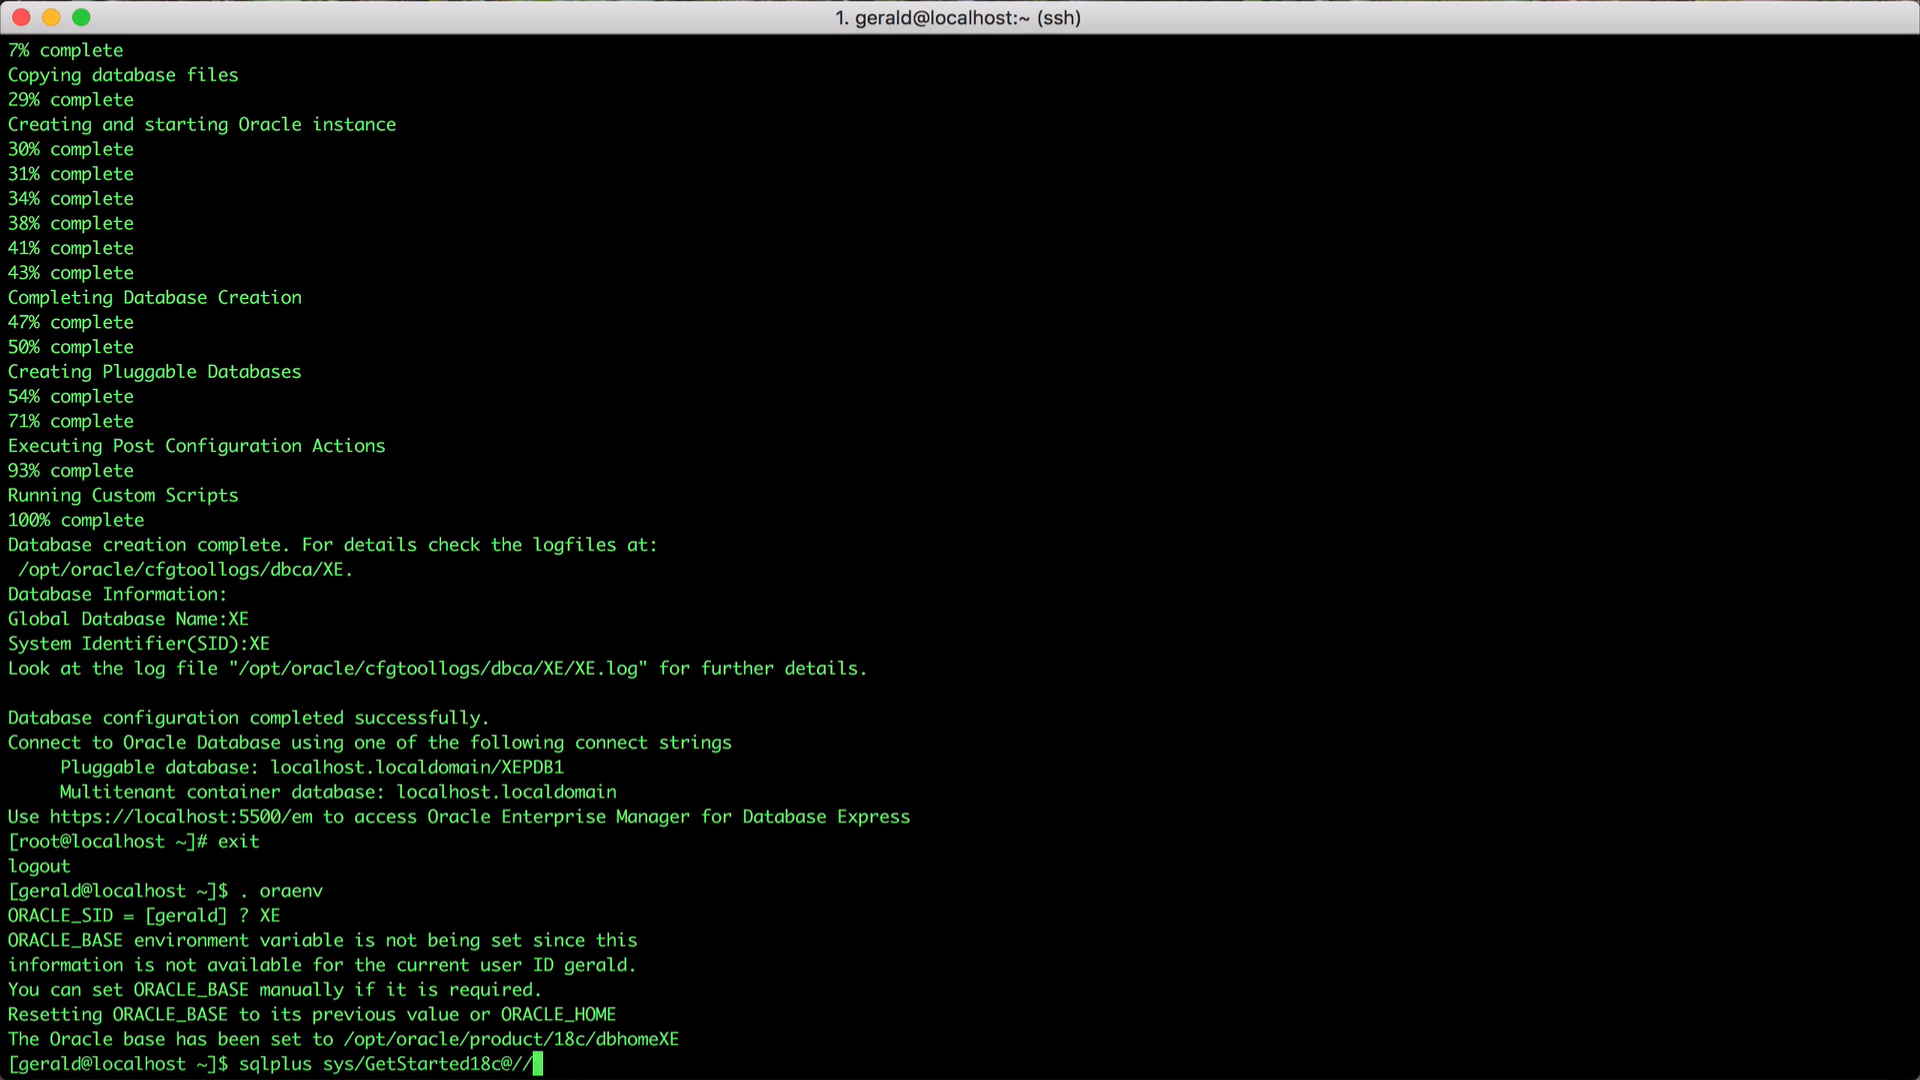 1. gerald@localhost:~ (ssh)
7% complete
Copying database files
29% complete
Creating and starting Oracle instance
30% complete
31% complete
34% complete
38% complete
41% complete
43% complete
Completing Database Creation
47% complete
50% complete
Creating Pluggable Databases
54% complete
71% complete
Executing Post Configuration Actions
93% complete
Running Custom Scripts
100% complete
Database creation complete. For details check the logfiles at:
 /opt/oracle/cfgtoollogs/dbca/XE.
Database Information:
Global Database Name:XE
System Identifier(SID):XE
Look at the log file "/opt/oracle/cfgtoollogs/dbca/XE/XE.log" for further details.

Database configuration completed successfully.
Connect to Oracle Database using one of the following connect strings
     Pluggable database: localhost.localdomain/XEPDB1
     Multitenant container database: localhost.localdomain
Use https://localhost:5500/em to access Oracle Enterprise Manager for Database Express
[root@localhost ~]# exit
logout
[gerald@localhost ~]$ . oraenv
ORACLE_SID = [gerald] ? XE
ORACLE_BASE environment variable is not being set since this
information is not available for the current user ID gerald.
You can set ORACLE_BASE manually if it is required.
Resetting ORACLE_BASE to its previous value or ORACLE_HOME
The Oracle base has been set to /opt/oracle/product/18c/dbhomeXE
[gerald@localhost ~]$ sqlplus sys/GetStarted18c@//